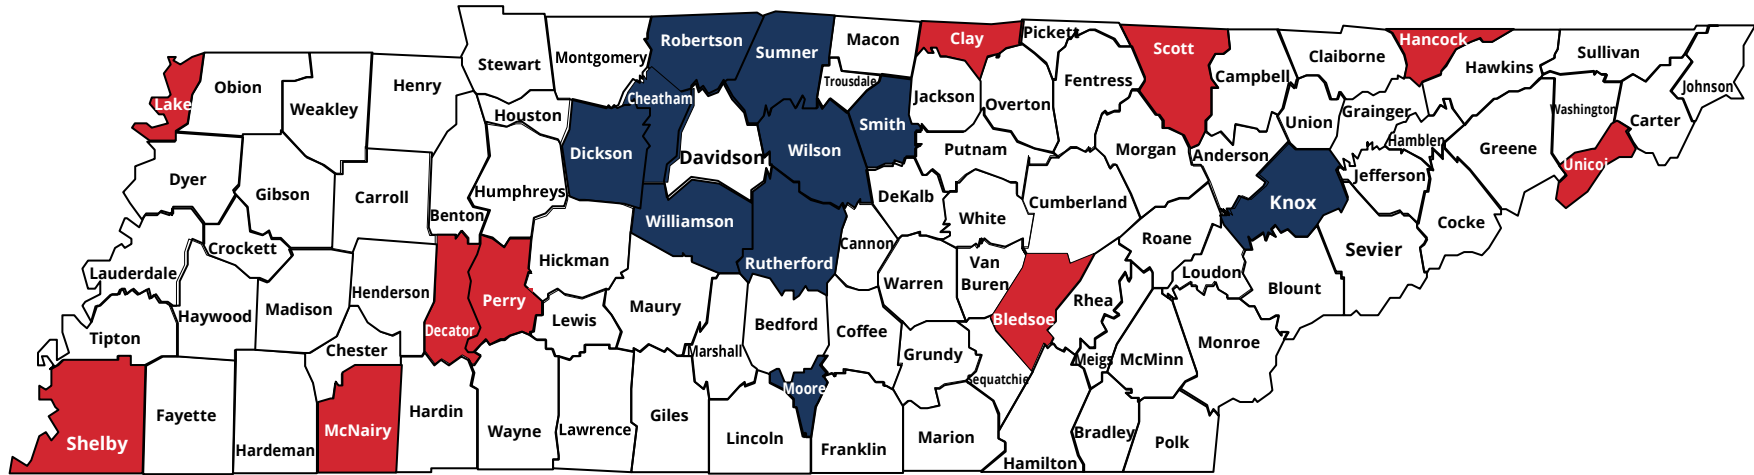 Pickett
Clay
Robertson
Macon
Scott
Hancock
Sumner
Montgomery
Claiborne
Sullivan
Stewart
Hawkins
Henry
Obion
Trousdale
Fentress
Campbell
Johnson
Cheatham
Jackson
Overton
Lake
Weakley
Houston
Grainger
Washington
Smith
Union
Carter
Hamblen
Dickson
Davidson
Wilson
Putnam
Morgan
Anderson
Greene
Unicoi
Dyer
Gibson
Carroll
Humphreys
Jefferson
DeKalb
Cumberland
Knox
Benton
Williamson
White
Cocke
Crockett
Cannon
Roane
Sevier
Lauderdale
Hickman
Rutherford
Van
Buren
Loudon
Henderson
Warren
Blount
Perry
Rhea
Madison
Maury
Haywood
Lewis
Bledsoe
Bedford
Decator
Coffee
Tipton
Chester
Marshall
Grundy
Meigs
McMinn
Monroe
Sequatchie
Moore
Shelby
Fayette
McNairy
Hardin
Wayne
Lawrence
Giles
Lincoln
Marion
Bradley
Polk
Hardeman
Franklin
Hamilton